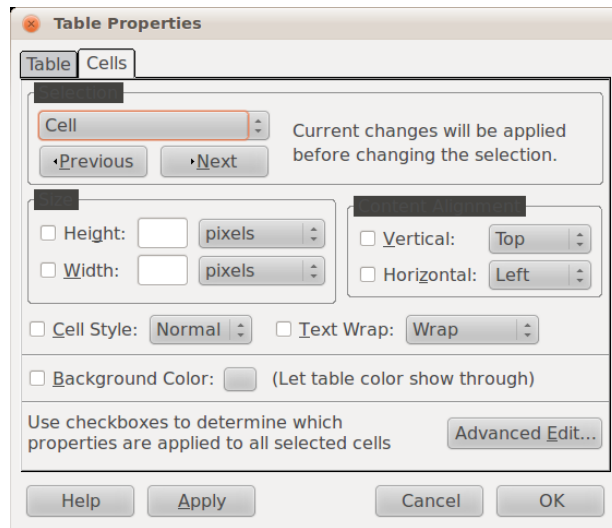 Table Properties
Table Cells
Selection
Cell
Current changes will be applied
before changing the selection.
Previous Next
Size
Content Alignment
Height: pixels
Vertical: Top
Width: pixels
Horizontal: Left
Cell Style: Normal Text Wrap: Wrap
Background Color: (Let table color show through)
Use checkboxes to determine which
properties are applied to all selected cells
Advanced Edit...
Help Apply Cancel OK